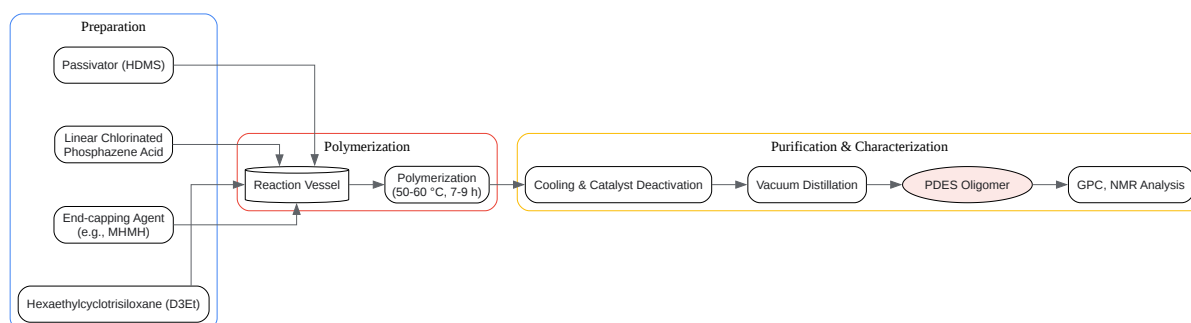 Preparation
Passivator (HDMS)
Linear Chlorinated
Phosphazene Acid
End-capping Agent
(e.g., MHMH)
Hexaethylcyclotrisiloxane (D3Et)
Polymerization
Reaction Vessel
Polymerization
(50-60 °C, 7-9 h)
Purification & Characterization
Cooling & Catalyst Deactivation
Vacuum Distillation
PDES Oligomer
GPC, NMR Analysis